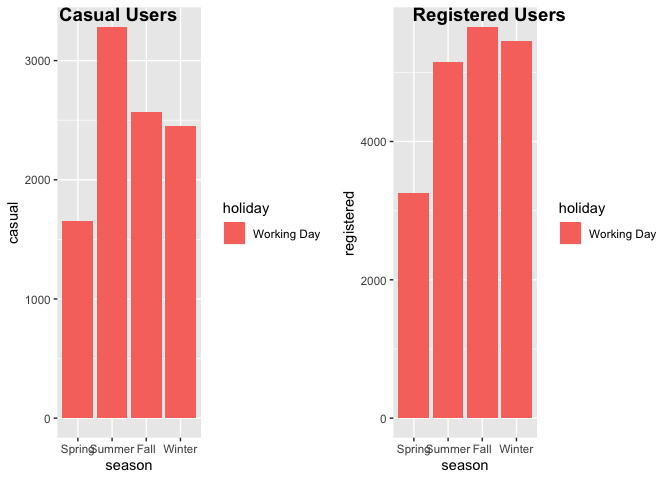 Casual Users
casual
3000
2000
1000
0
Spring Summer Fall Winter
season
holiday
Working Day
Registered Users
registered
4000
2000
0
Spring Summer Fall Winter
season
holiday
Working Day